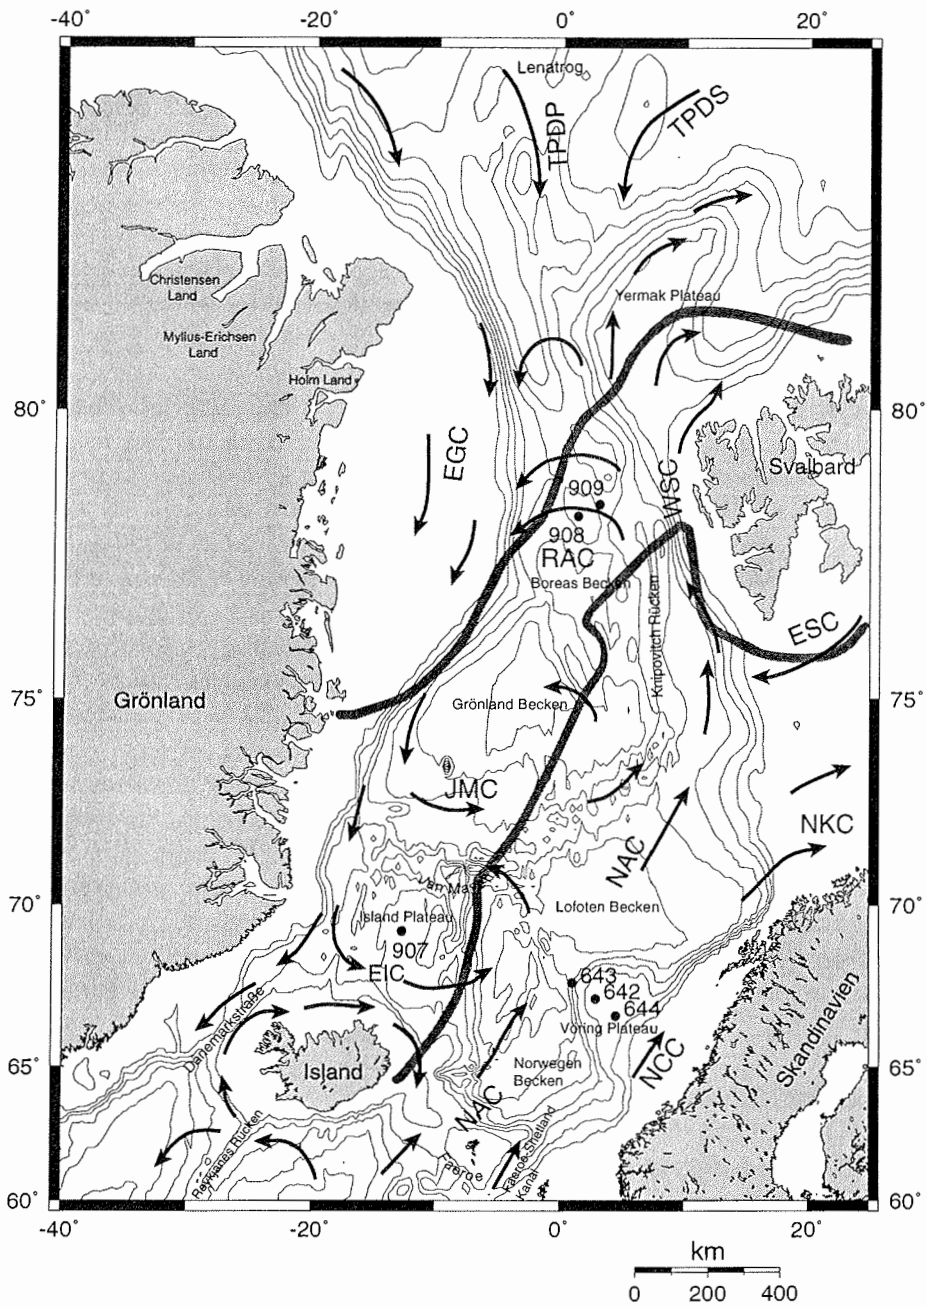 -40°
-20°
0°
20°
Lenatrog
TPDP
TPDS
Christensen
Land
Mylius-Erichsen
Land
Holm Land
Yermak Plateau
80°
80°
EGC
WSC
Svalbard
909
908
RAC
Boreas Becken
Knipovitch Rücken
ESC
75°
75°
Grönland
Grönland Becken
JMC
NAC
NKC
70°
70°
Jan Ma
Island Plateau
907
Lofoten Becken
EIC
643
642
644
Vöring Plateau
Dänemarkstraße
Skandinavien
65°
65°
Island
Norwegen
Becken
NCC
NAC
Reykjanes Rücken
Faeroe
Faeroe-Shetland
Kanal
60°
60°
-40°
-20°
0°
20°
km
0
200
400